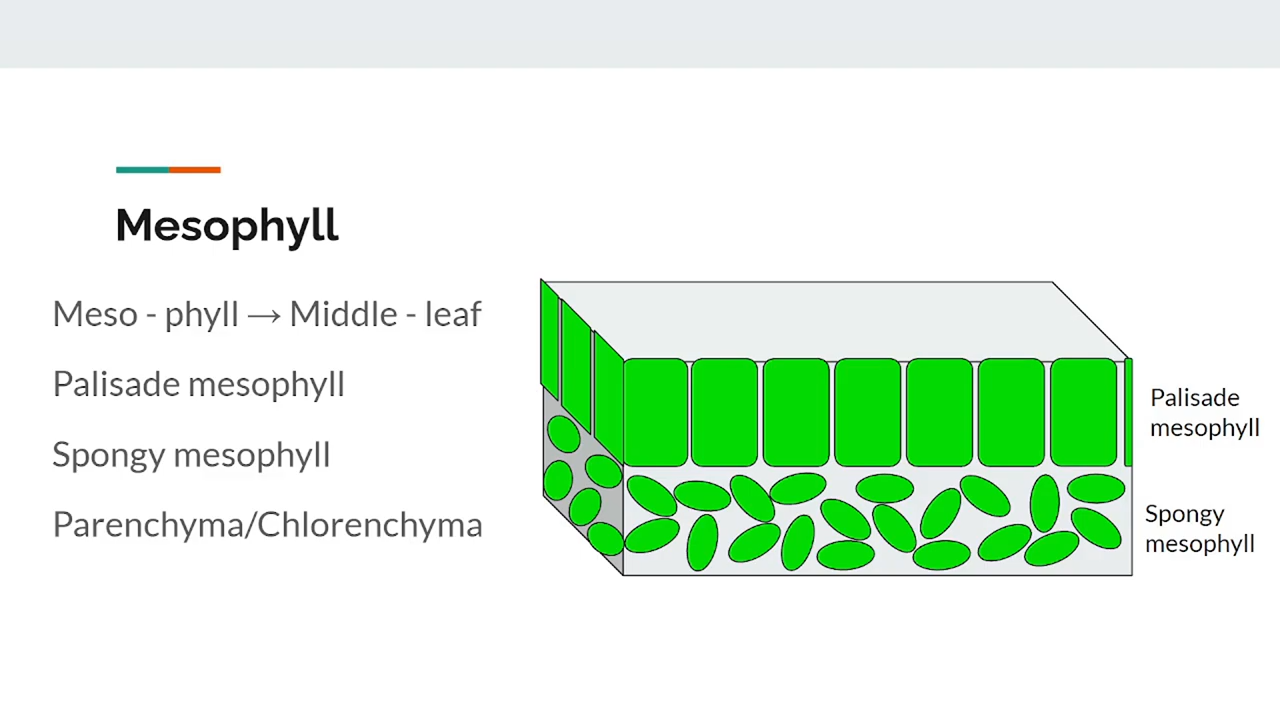 Mesophyll
Meso - phyll → Middle - leaf
Palisade mesophyll
Spongy mesophyll
Parenchyma/Chlorenchyma
Palisade
mesophyll
Spongy
mesophyll